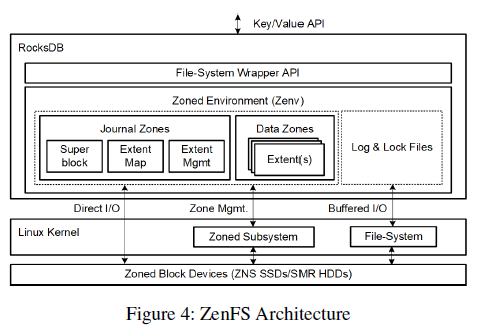 Key/Value API
RocksDB
File-System Wrapper API
Zoned Environment (Zenv)
Journal Zones
Super
block
Extent
Map
Extent
Mgmt
Data Zones
Extent(s)
Log & Lock Files
Direct I/O
Zone Mgmt.
Buffered I/O
Linux Kernel
Zoned Subsystem
File-System
Zoned Block Devices (ZNS SSDs/SMR HDDs)
Figure 4: ZenFS Architecture